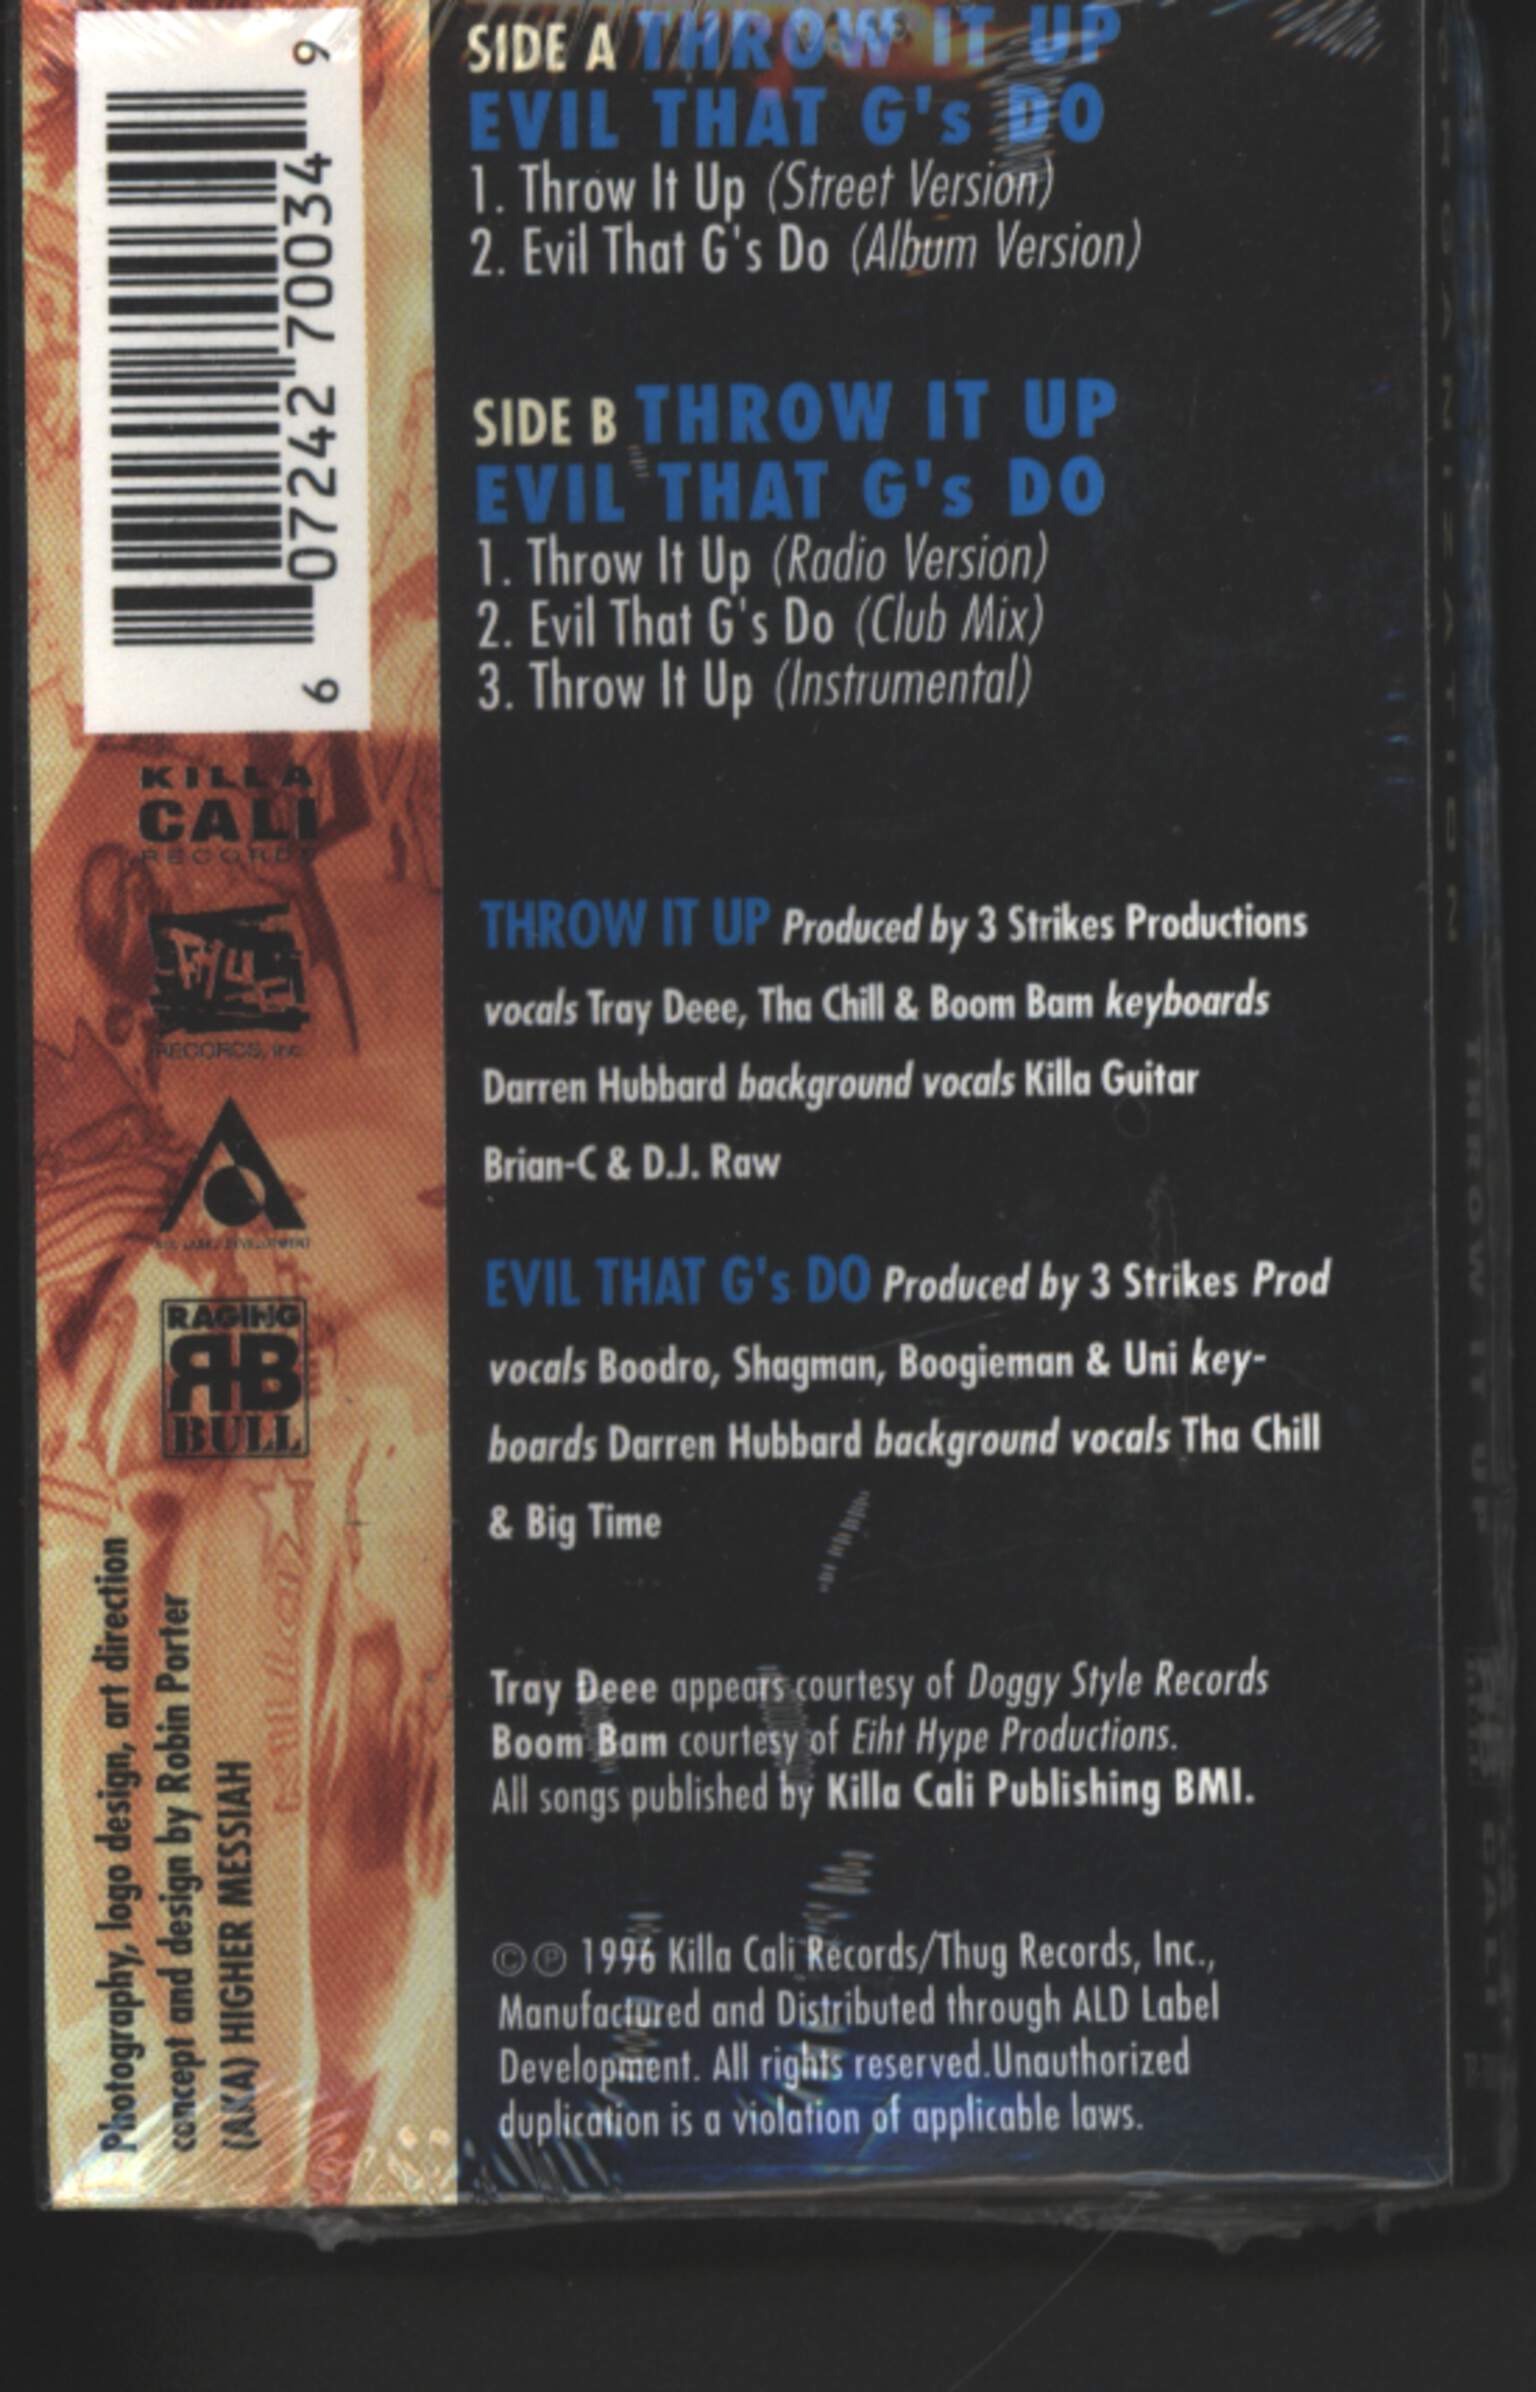 SIDE A THROW IT UP
EVIL THAT G's DO
1. Throw It Up (Street Version)
2. Evil That G's Do (Album Version)
SIDE B THROW IT UP
EVIL THAT G's DO
1. Throw It Up (Radio Version)
2. Evil That G's Do (Club Mix)
3. Throw It Up (Instrumental)
THROW IT UP Produced by 3 Strikes Productions
vocals Tray Deee, Tha Chill & Boom Bam keyboards
Darren Hubbard background vocals Killa Guitar
Brian-C & D.J. Raw
EVIL THAT G's DO Produced by 3 Strikes Prod
vocals Boodro, Shagman, Boogieman & Uni key-
boards Darren Hubbard background vocals Tha Chill
& Big Time
Tray Deee appears courtesy of Doggy Style Records
Boom Bam courtesy of Eiht Hype Productions.
All songs published by Killa Cali Publishing BMI.
©℗ 1996 Killa Cali Records/Thug Records, Inc.,
Manufactured and Distributed through ALD Label
Development. All rights reserved.Unauthorized
duplication is a violation of applicable laws.
6 07242 70034 9
KILLA
CALI
RECORDS
RECORDS, Inc.
RAGING
RB
BULL
Photography, logo design, art direction
concept and design by Robin Porter
(AKA) HIGHER MESSIAH
THROW IT UP